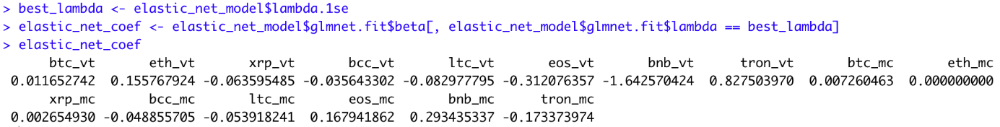 > best_lambda <- elastic_net_model$lambda.1se
> elastic_net_coef <- elastic_net_model$glmnet.fit$beta[, elastic_net_model$glmnet.fit$lambda == best_lambda]
> elastic_net_coef
btc_vt eth_vt xrp_vt bcc_vt ltc_vt eos_vt bnb_vt tron_vt btc_mc eth_mc
0.011652742 0.155767924 -0.063595485 -0.035643302 -0.082977795 -0.312076357 -1.642570424 0.827503970 0.007260463 0.000000000
xrp_mc bcc_mc ltc_mc eos_mc bnb_mc tron_mc
0.002654930 -0.048855705 -0.053918241 0.167941862 0.293435337 -0.173373974